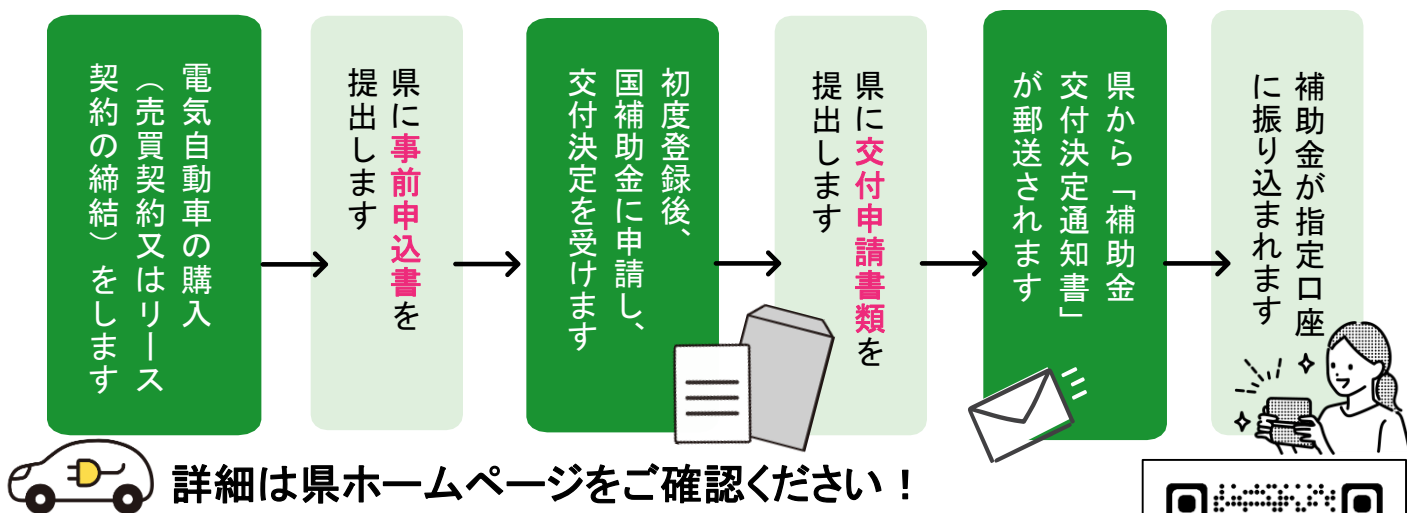 電気自動車の購入
（売買契約又はリース
契約の締結）をします
県に事前申込書を
提出します
初度登録後、
国補助金に申請し、
交付決定を受けます
県に交付申請書類を
提出します
県から「補助金
交付決定通知書」
が郵送されます
補助金が指定口座
に振り込まれます
詳細は県ホームページをご確認ください！